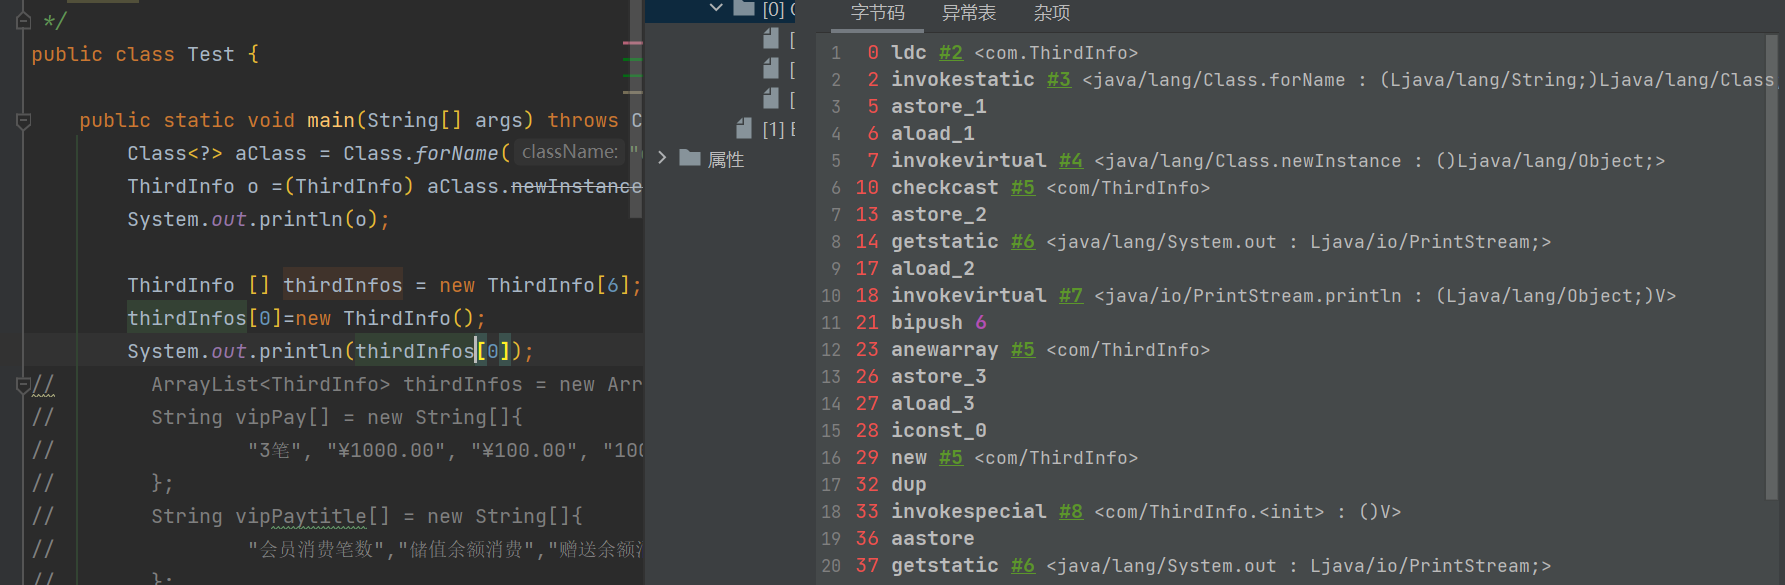 */
public class Test {
public static void main(String[] args) throws C
Class<?> aClass = Class.forName( className: "
ThirdInfo o =(ThirdInfo) aClass.newInstance
System.out.println(o);
ThirdInfo [] thirdInfos = new ThirdInfo[6];
thirdInfos[0]=new ThirdInfo();
System.out.println(thirdInfos[0]);
// ArrayList<ThirdInfo> thirdInfos = new Arr
// String vipPay[] = new String[]{
// "3笔", "¥1000.00", "¥100.00", "100
// };
// String vipPaytitle[] = new String[]{
// "会员消费笔数","储值余额消费","赠送余额
// };
[0]
[
[
[
[1]
属性
字节码 异常表 杂项
1 0 ldc #2 <com.ThirdInfo>
2 2 invokestatic #3 <java/lang/Class.forName : (Ljava/lang/String;)Ljava/lang/Class
3 5 astore_1
4 6 aload_1
5 7 invokevirtual #4 <java/lang/Class.newInstance : ()Ljava/lang/Object;>
6 10 checkcast #5 <com/ThirdInfo>
7 13 astore_2
8 14 getstatic #6 <java/lang/System.out : Ljava/io/PrintStream;>
9 17 aload_2
10 18 invokevirtual #7 <java/io/PrintStream.println : (Ljava/lang/Object;)V>
11 21 bipush 6
12 23 anewarray #5 <com/ThirdInfo>
13 26 astore_3
14 27 aload_3
15 28 iconst_0
16 29 new #5 <com/ThirdInfo>
17 32 dup
18 33 invokespecial #8 <com/ThirdInfo.<init> : ()V>
19 36 aastore
20 37 getstatic #6 <java/lang/System.out : Ljava/io/PrintStream;>